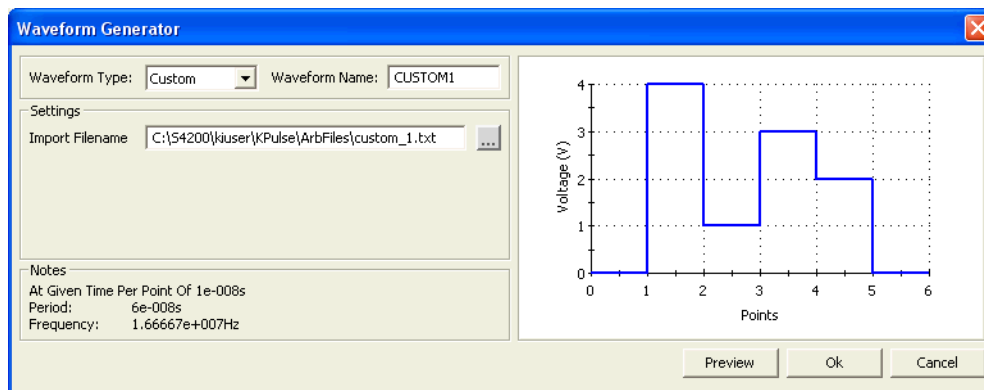 Waveform Generator
Waveform Type: Custom Waveform Name: CUSTOM1
Settings
Import Filename C:\S4200\kiuser\KPulse\ArbFiles\custom_1.txt ...
Notes
At Given Time Per Point Of 1e-008s
Period: 6e-008s
Frequency: 1.66667e+007Hz
4
3
2
1
0
Voltage (V)
0 1 2 3 4 5 6
Points
Preview Ok Cancel